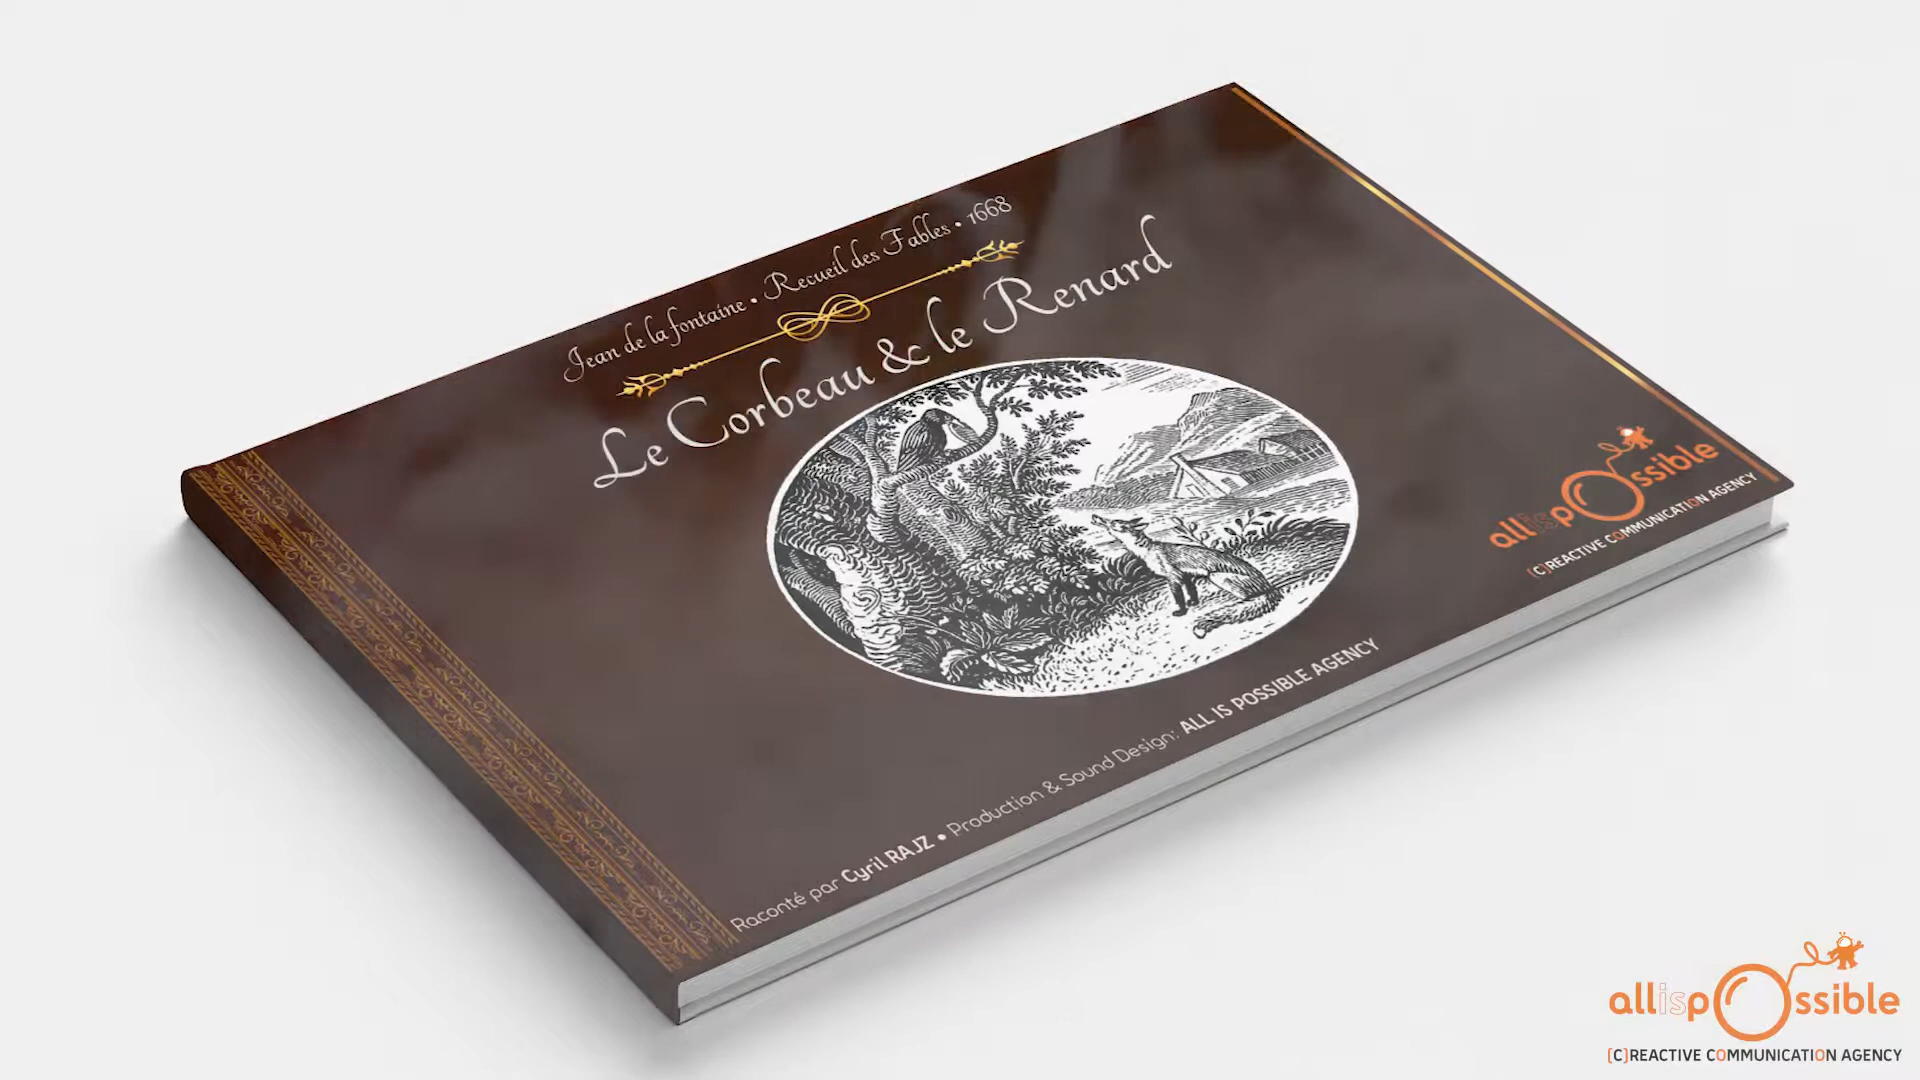 Jean de la fontaine • Recueil des Fables • 1668
Le Corbeau & le Renard
allispossible
(C)REACTIVE COMMUNICATION AGENCY
Raconté par Cyril RAJZ • Production & Sound Design: ALL IS POSSIBLE AGENCY
allispossible
(C)REACTIVE COMMUNICATION AGENCY